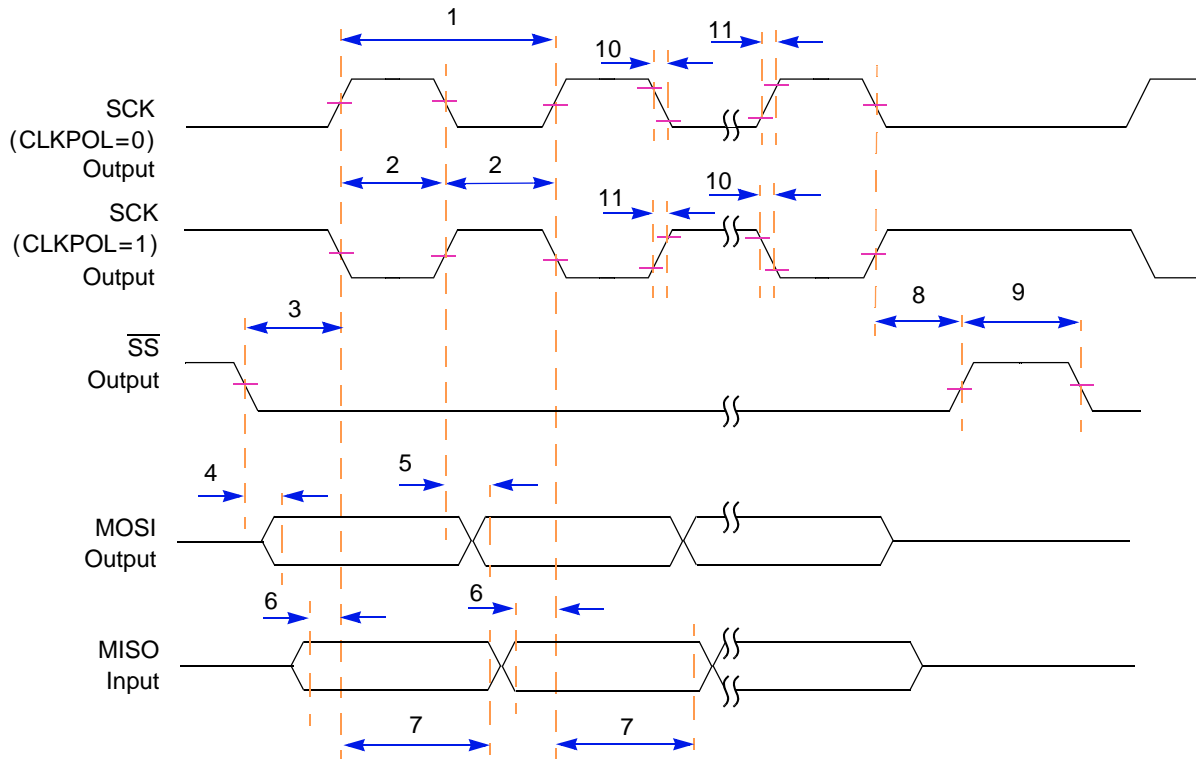 1
10
11
SCK
(CLKPOL=0)
Output
2
2
SCK
(CLKPOL=1)
Output
11
10
3
8
9
SS
Output
4
5
MOSI
Output
6
6
MISO
Input
7
7